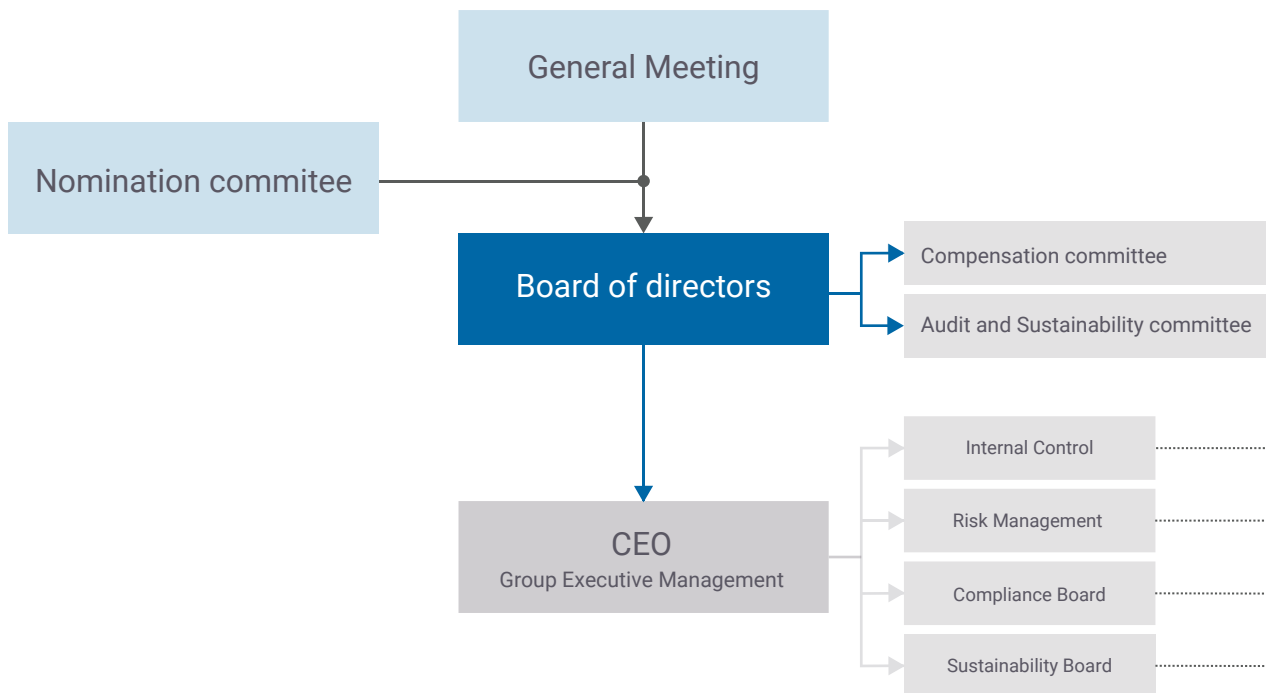 General Meeting
Nomination commitee
Board of directors
Compensation committee
Audit and Sustainability committee
CEO
Group Executive Management
Internal Control
Risk Management
Compliance Board
Sustainability Board